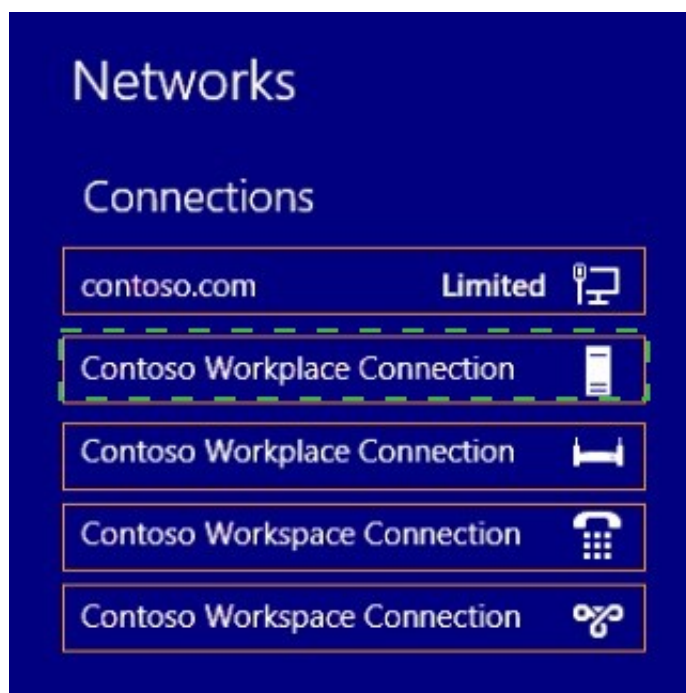 Networks
Connections
contoso.com Limited
Contoso Workplace Connection
Contoso Workplace Connection
Contoso Workspace Connection
Contoso Workspace Connection